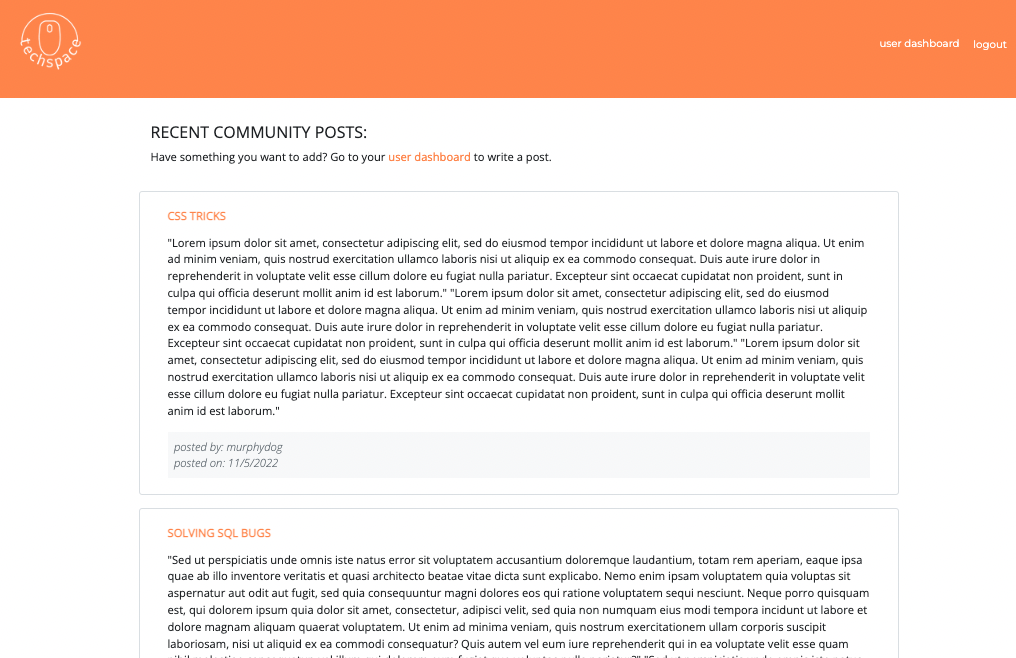 techspace
user dashboard logout
RECENT COMMUNITY POSTS:
Have something you want to add? Go to your user dashboard to write a post.
CSS TRICKS
"Lorem ipsum dolor sit amet, consectetur adipiscing elit, sed do eiusmod tempor incididunt ut labore et dolore magna aliqua. Ut enim
ad minim veniam, quis nostrud exercitation ullamco laboris nisi ut aliquip ex ea commodo consequat. Duis aute irure dolor in
reprehenderit in voluptate velit esse cillum dolore eu fugiat nulla pariatur. Excepteur sint occaecat cupidatat non proident, sunt in
culpa qui officia deserunt mollit anim id est laborum." "Lorem ipsum dolor sit amet, consectetur adipiscing elit, sed do eiusmod
tempor incididunt ut labore et dolore magna aliqua. Ut enim ad minim veniam, quis nostrud exercitation ullamco laboris nisi ut aliquip
ex ea commodo consequat. Duis aute irure dolor in reprehenderit in voluptate velit esse cillum dolore eu fugiat nulla pariatur.
Excepteur sint occaecat cupidatat non proident, sunt in culpa qui officia deserunt mollit anim id est laborum." "Lorem ipsum dolor sit
amet, consectetur adipiscing elit, sed do eiusmod tempor incididunt ut labore et dolore magna aliqua. Ut enim ad minim veniam, quis
nostrud exercitation ullamco laboris nisi ut aliquip ex ea commodo consequat. Duis aute irure dolor in reprehenderit in voluptate velit
esse cillum dolore eu fugiat nulla pariatur. Excepteur sint occaecat cupidatat non proident, sunt in culpa qui officia deserunt mollit
anim id est laborum."
posted by: murphydog
posted on: 11/5/2022
SOLVING SQL BUGS
"Sed ut perspiciatis unde omnis iste natus error sit voluptatem accusantium doloremque laudantium, totam rem aperiam, eaque ipsa
quae ab illo inventore veritatis et quasi architecto beatae vitae dicta sunt explicabo. Nemo enim ipsam voluptatem quia voluptas sit
aspernatur aut odit aut fugit, sed quia consequuntur magni dolores eos qui ratione voluptatem sequi nesciunt. Neque porro quisquam
est, qui dolorem ipsum quia dolor sit amet, consectetur, adipisci velit, sed quia non numquam eius modi tempora incidunt ut labore et
dolore magnam aliquam quaerat voluptatem. Ut enim ad minima veniam, quis nostrum exercitationem ullam corporis suscipit
laboriosam, nisi ut aliquid ex ea commodi consequatur? Quis autem vel eum iure reprehenderit qui in ea voluptate velit esse quam